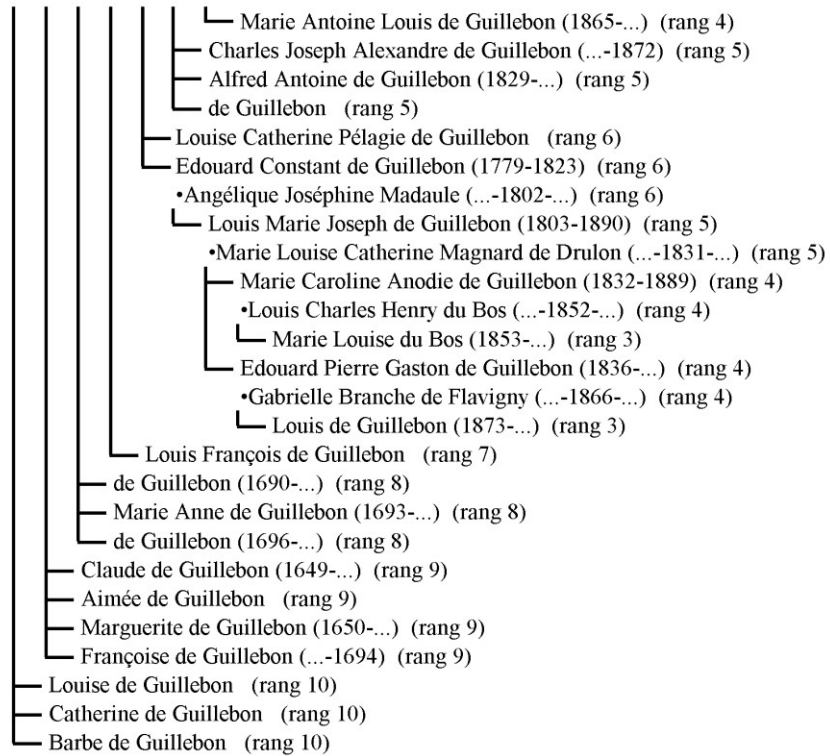 Marie Antoine Louis de Guillebon (1865-...) (rang 4)
Charles Joseph Alexandre de Guillebon (...-1872) (rang 5)
Alfred Antoine de Guillebon (1829-...) (rang 5)
de Guillebon (rang 5)
Louise Catherine Pélagie de Guillebon (rang 6)
Edouard Constant de Guillebon (1779-1823) (rang 6)
•Angélique Joséphine Madaule (...-1802-...) (rang 6)
Louis Marie Joseph de Guillebon (1803-1890) (rang 5)
•Marie Louise Catherine Magnard de Drulon (...-1831-...) (rang 5)
Marie Caroline Anodie de Guillebon (1832-1889) (rang 4)
•Louis Charles Henry du Bos (...-1852-...) (rang 4)
Marie Louise du Bos (1853-...) (rang 3)
Edouard Pierre Gaston de Guillebon (1836-...) (rang 4)
•Gabrielle Branche de Flavigny (...-1866-...) (rang 4)
Louis de Guillebon (1873-...) (rang 3)
Louis François de Guillebon (rang 7)
de Guillebon (1690-...) (rang 8)
Marie Anne de Guillebon (1693-...) (rang 8)
de Guillebon (1696-...) (rang 8)
Claude de Guillebon (1649-...) (rang 9)
Aimée de Guillebon (rang 9)
Marguerite de Guillebon (1650-...) (rang 9)
Françoise de Guillebon (...-1694) (rang 9)
Louise de Guillebon (rang 10)
Catherine de Guillebon (rang 10)
Barbe de Guillebon (rang 10)